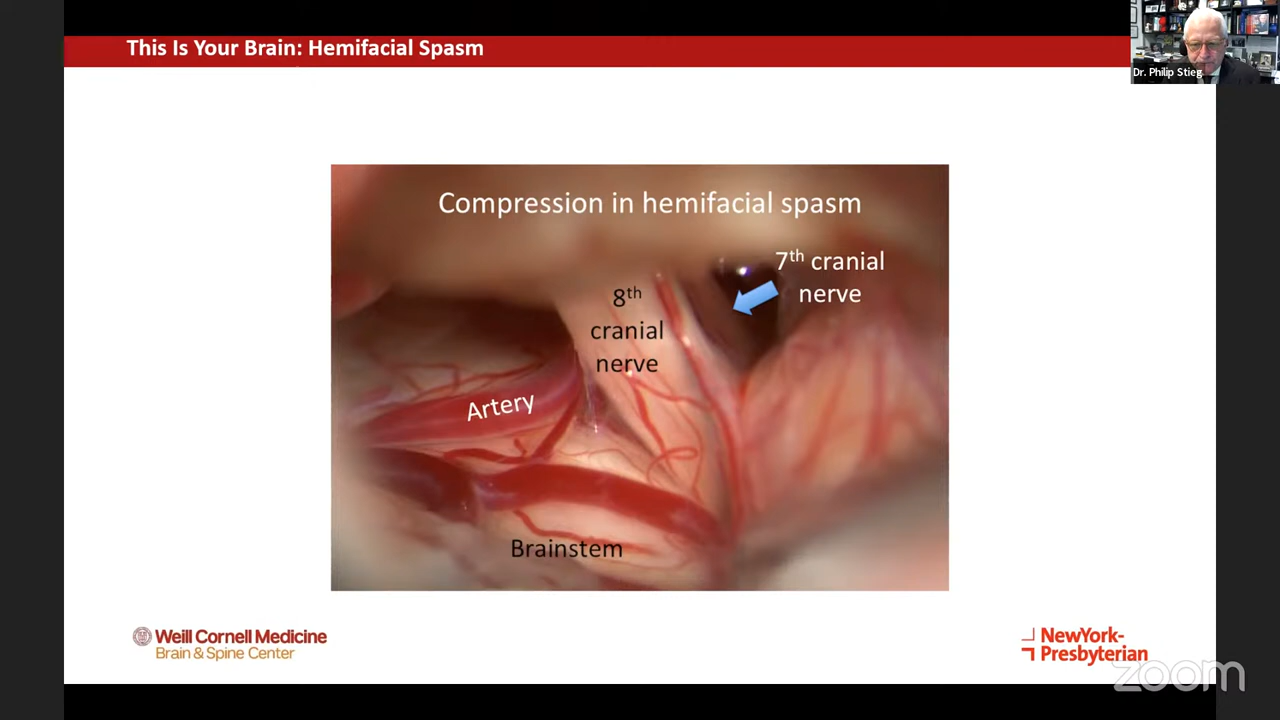 This Is Your Brain: Hemifacial Spasm
Dr. Philip Stieg
Compression in hemifacial spasm
7th cranial
nerve
8th
cranial
nerve
Artery
Brainstem
Weill Cornell Medicine
Brain & Spine Center
NewYork-
Presbyterian
zoom